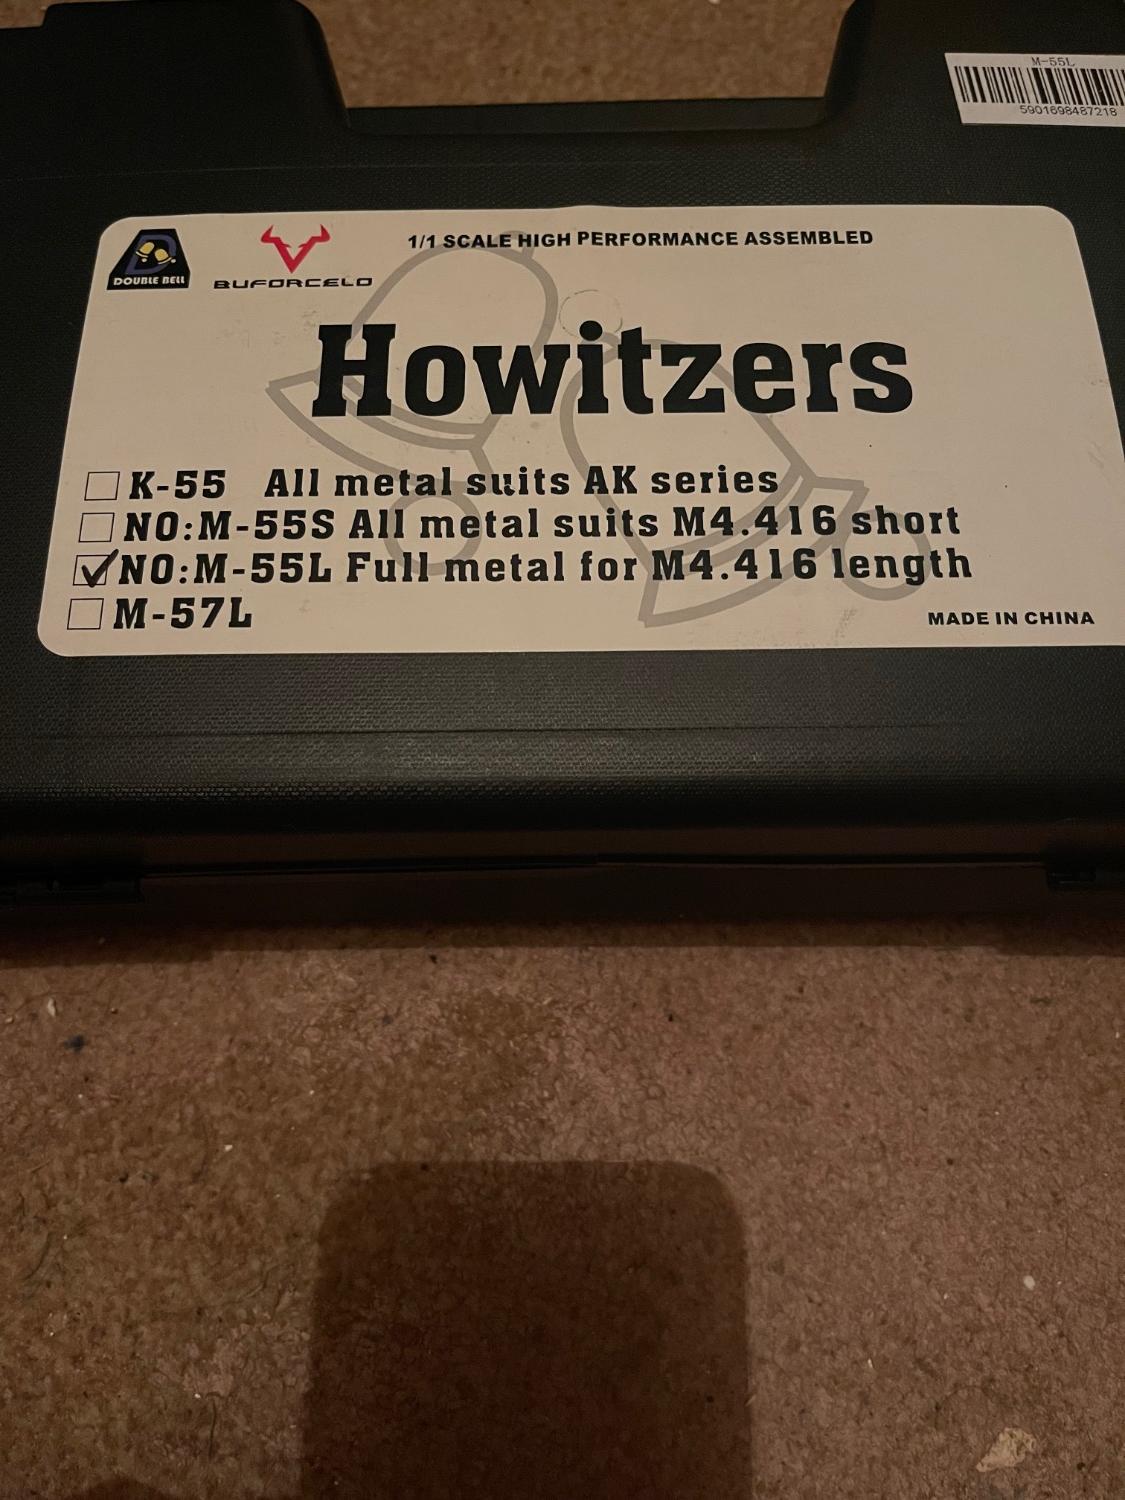 M-55L
5901698487218
DOUBLE BELL
BUFORCELO
1/1 SCALE HIGH PERFORMANCE ASSEMBLED
Howitzers
K-55 All metal suits AK series
NO:M-55S All metal suits M4.416 short
NO:M-55L Full metal for M4.416 length
M-57L
MADE IN CHINA